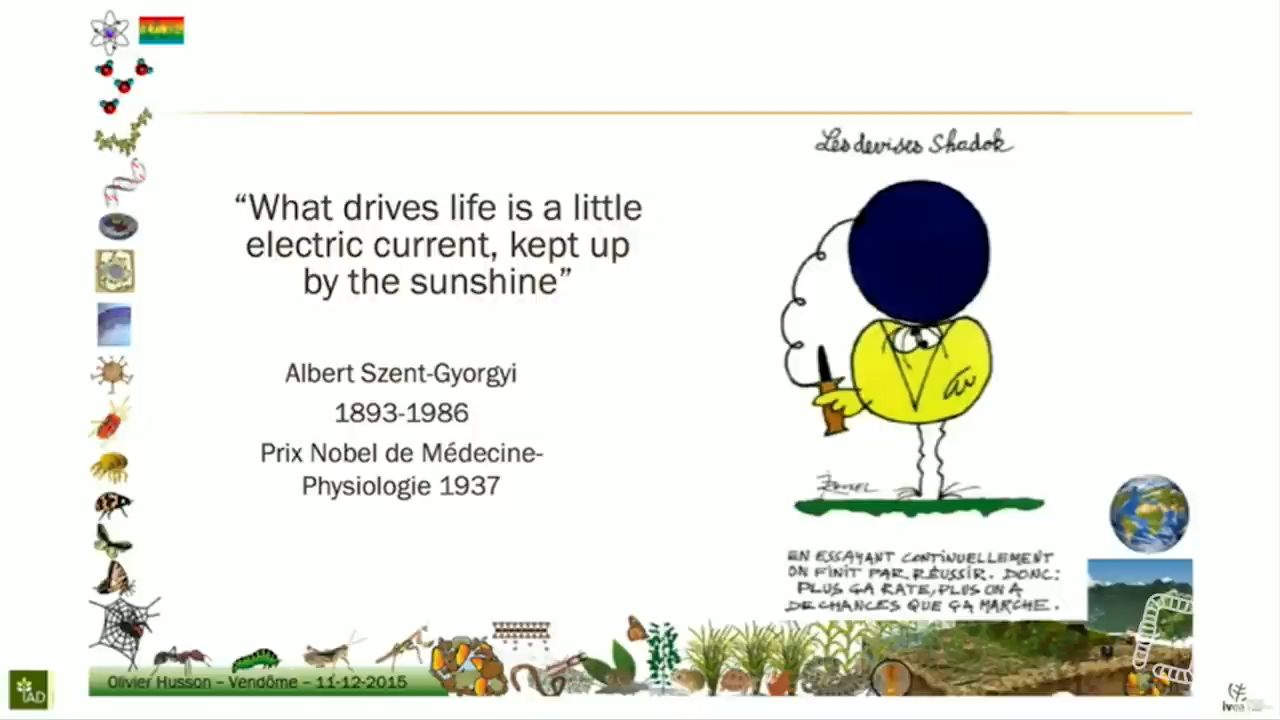 Les devises Shadok
“What drives life is a little
electric current, kept up
by the sunshine”
Albert Szent-Gyorgyi
1893-1986
Prix Nobel de Médecine-
Physiologie 1937
EN ESSAYANT CONTINUELLEMENT
ON FINIT PAR RÉUSSIR. DONC:
PLUS ÇA RATE, PLUS ON A
DE CHANCES QUE ÇA MARCHE.
Olivier Husson – Vendôme – 11-12-2015
IAD